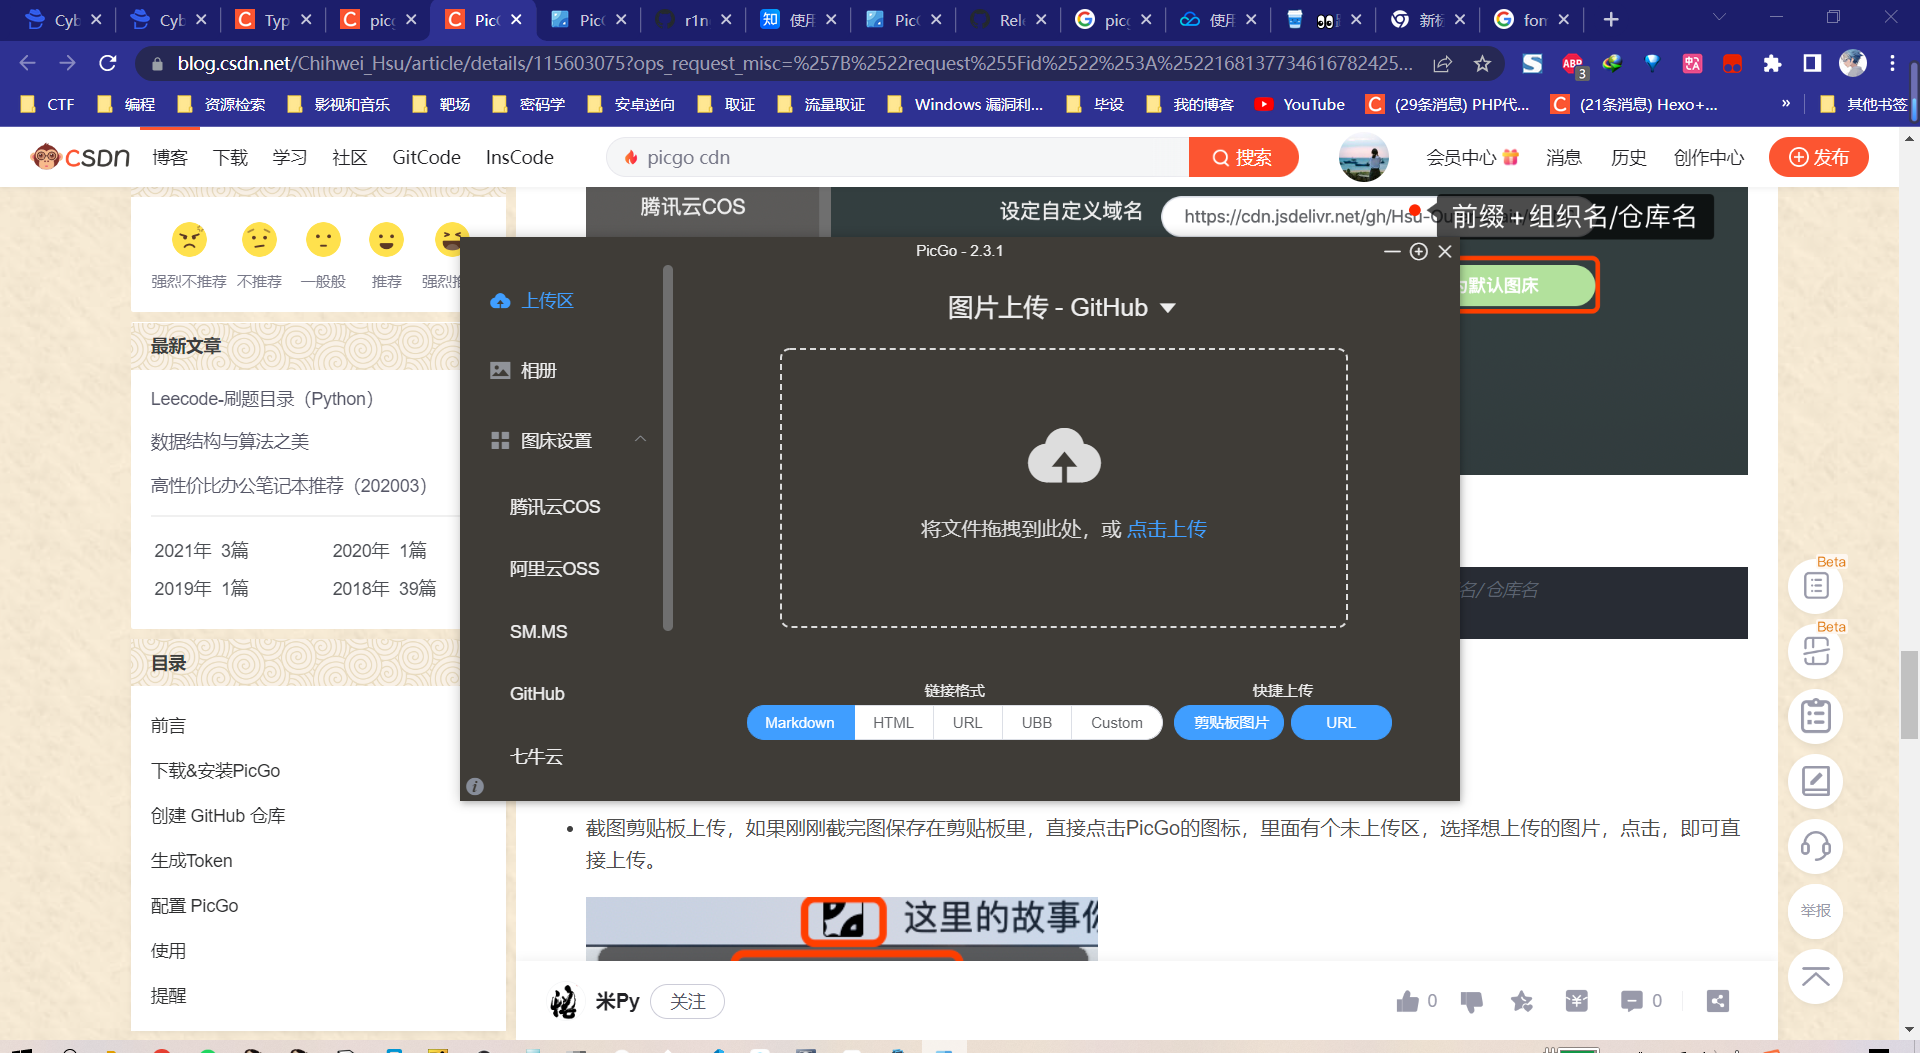 Cyb
Cyb
Typ
picg
PicG
PicG
r1n
使用
PicG
Rele
picg
使用
新标
fon
blog.csdn.net/Chihwei_Hsu/article/details/115603075?ops_request_misc=%257B%2522request%255Fid%2522%253A%2522168137734616782425...
CTF
编程
资源检索
影视和音乐
靶场
密码学
安卓逆向
取证
流量取证
Windows 漏洞利...
毕设
我的博客
YouTube
(29条消息) PHP代...
(21条消息) Hexo+...
»
其他书签
CSDN
博客
下载
学习
社区
GitCode
InsCode
picgo cdn
搜索
会员中心
消息
历史
创作中心
发布
腾讯云COS
设定自定义域名
https://cdn.jsdelivr.net/gh/Hsu-
前缀+组织名/仓库名
默认图床
强烈不推荐
不推荐
一般般
推荐
强烈推
最新文章
Leecode-刷题目录（Python）
数据结构与算法之美
高性价比办公笔记本推荐（202003）
2021年 3篇
2020年 1篇
2019年 1篇
2018年 39篇
目录
前言
下载&安装PicGo
创建 GitHub 仓库
生成Token
配置 PicGo
使用
提醒
PicGo - 2.3.1
上传区
相册
图床设置
腾讯云COS
阿里云OSS
SM.MS
GitHub
七牛云
图片上传 - GitHub
将文件拖拽到此处，或 点击上传
链接格式
快捷上传
Markdown
HTML
URL
UBB
Custom
剪贴板图片
URL
名/仓库名
截图剪贴板上传，如果刚刚截完图保存在剪贴板里，直接点击PicGo的图标，里面有个未上传区，选择想上传的图片，点击，即可直
接上传。
这里的故事你
米Py
关注
0
0
Beta
Beta
举报